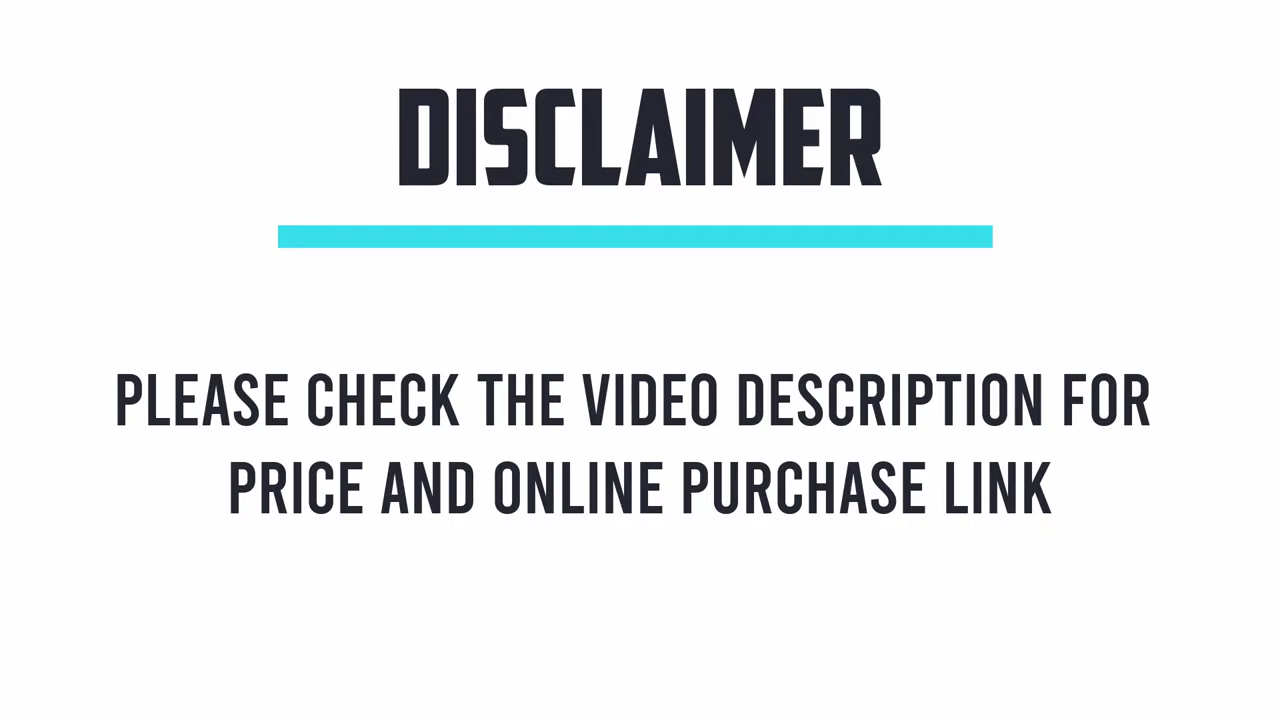 DISCLAIMER
PLEASE CHECK THE VIDEO DESCRIPTION FOR
PRICE AND ONLINE PURCHASE LINK